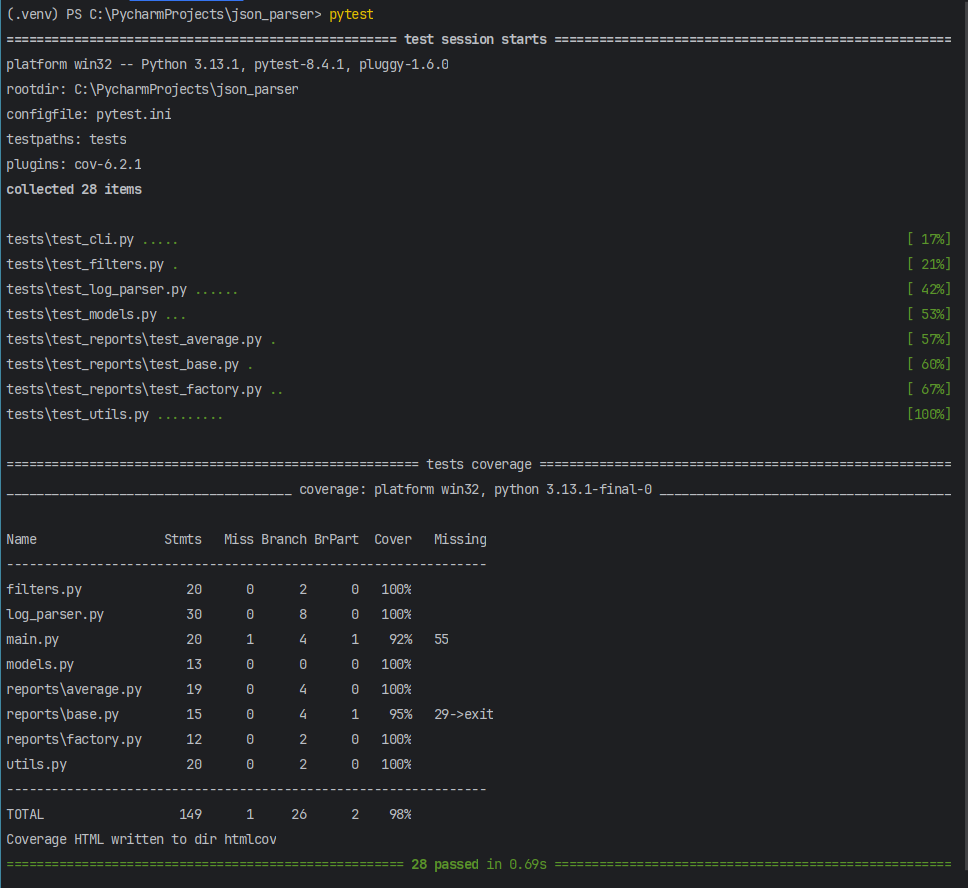 (.venv) PS C:\PycharmProjects\json_parser> pytest
==================================================== test session starts =====================================================
platform win32 -- Python 3.13.1, pytest-8.4.1, pluggy-1.6.0
rootdir: C:\PycharmProjects\json_parser
configfile: pytest.ini
testpaths: tests
plugins: cov-6.2.1
collected 28 items
tests\test_cli.py ..... [ 17%]
tests\test_filters.py . [ 21%]
tests\test_log_parser.py ...... [ 42%]
tests\test_models.py ... [ 53%]
tests\test_reports\test_average.py . [ 57%]
tests\test_reports\test_base.py . [ 60%]
tests\test_reports\test_factory.py .. [ 67%]
tests\test_utils.py ......... [100%]
======================================================= tests coverage =======================================================
______________________________________ coverage: platform win32, python 3.13.1-final-0 _______________________________________
Name                 Stmts   Miss Branch BrPart  Cover   Missing
----------------------------------------------------------------
filters.py              20      0      2      0   100%
log_parser.py           30      0      8      0   100%
main.py                 20      1      4      1    92%   55
models.py               13      0      0      0   100%
reports\average.py      19      0      4      0   100%
reports\base.py         15      0      4      1    95%   29->exit
reports\factory.py      12      0      2      0   100%
utils.py                20      0      2      0   100%
----------------------------------------------------------------
TOTAL                  149      1     26      2    98%
Coverage HTML written to dir htmlcov
===================================================== 28 passed in 0.69s =====================================================